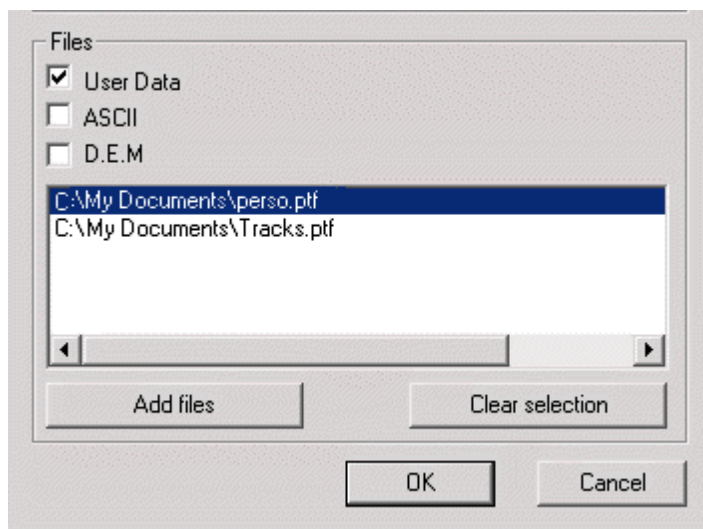 Files
User Data
ASCII
D.E.M
C:\My Documents\perso.ptf
C:\My Documents\Tracks.ptf
Add files
Clear selection
OK
Cancel